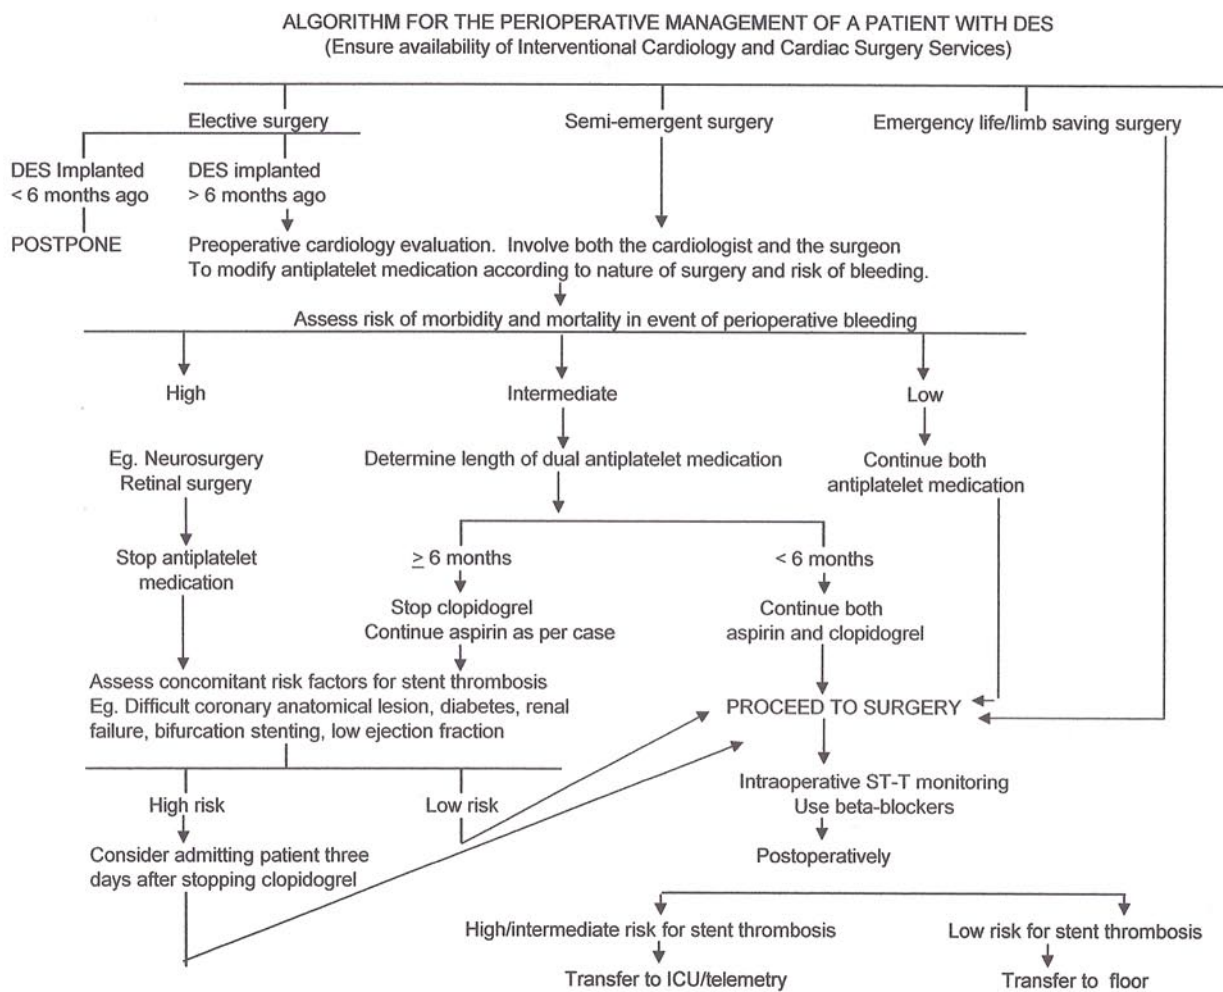 ALGORITHM FOR THE PERIOPERATIVE MANAGEMENT OF A PATIENT WITH DES
(Ensure availability of Interventional Cardiology and Cardiac Surgery Services)
Elective surgery
Semi-emergent surgery
Emergency life/limb saving surgery
DES Implanted
< 6 months ago
DES implanted
> 6 months ago
POSTPONE
Preoperative cardiology evaluation. Involve both the cardiologist and the surgeon
To modify antiplatelet medication according to nature of surgery and risk of bleeding.
Assess risk of morbidity and mortality in event of perioperative bleeding
High
Intermediate
Low
Eg. Neurosurgery
Retinal surgery
Determine length of dual antiplatelet medication
Continue both
antiplatelet medication
Stop antiplatelet
medication
≥ 6 months
< 6 months
Stop clopidogrel
Continue aspirin as per case
Continue both
aspirin and clopidogrel
Assess concomitant risk factors for stent thrombosis
Eg. Difficult coronary anatomical lesion, diabetes, renal
failure, bifurcation stenting, low ejection fraction
PROCEED TO SURGERY
High risk
Low risk
Intraoperative ST-T monitoring
Use beta-blockers
Consider admitting patient three
days after stopping clopidogrel
Postoperatively
High/intermediate risk for stent thrombosis
Low risk for stent thrombosis
Transfer to ICU/telemetry
Transfer to floor